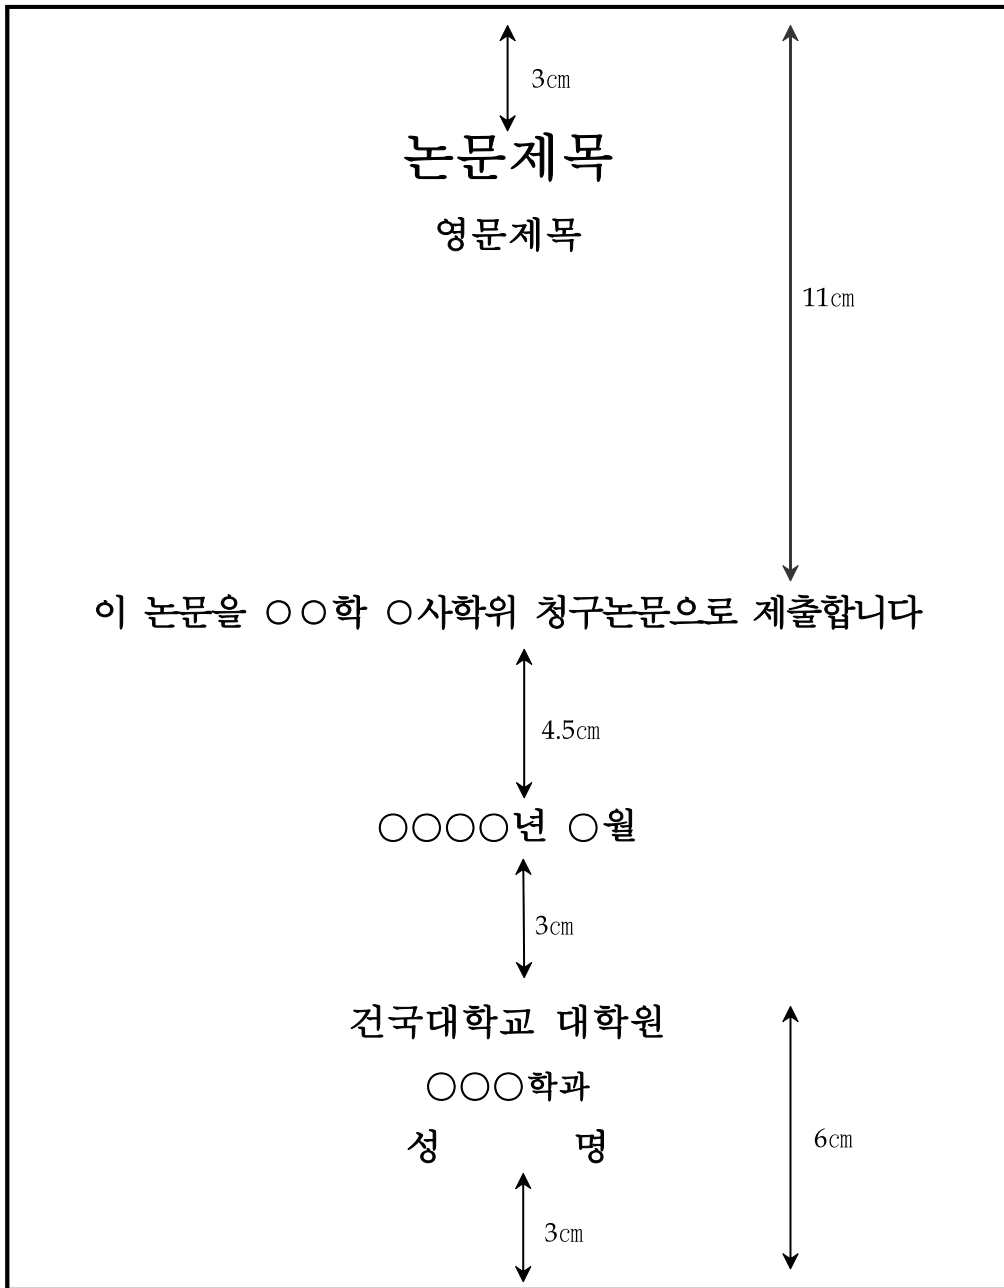 3㎝
논문제목
영문제목
11㎝
이 논문을 ○○학 ○사학위 청구논문으로 제출합니다
4.5㎝
○○○○년 ○월
3㎝
건국대학교 대학원
○○○학과
성 명
6㎝
3㎝